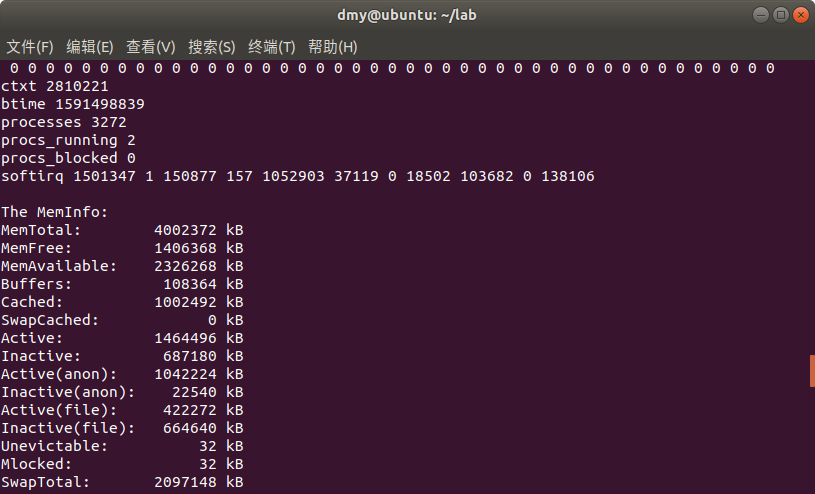 dmy@ubuntu: ~/lab
文件(F) 编辑(E) 查看(V) 搜索(S) 终端(T) 帮助(H)
0 0 0 0 0 0 0 0 0 0 0 0 0 0 0 0 0 0 0 0 0 0 0 0 0 0 0 0 0 0 0 0 0 0 0 0 0 0 0 0 0 0 0
ctxt 2810221
btime 1591498839
processes 3272
procs_running 2
procs_blocked 0
softirq 1501347 1 150877 157 1052903 37119 0 18502 103682 0 138106
The MemInfo:
MemTotal: 4002372 kB
MemFree: 1406368 kB
MemAvailable: 2326268 kB
Buffers: 108364 kB
Cached: 1002492 kB
SwapCached: 0 kB
Active: 1464496 kB
Inactive: 687180 kB
Active(anon): 1042224 kB
Inactive(anon): 22540 kB
Active(file): 422272 kB
Inactive(file): 664640 kB
Unevictable: 32 kB
Mlocked: 32 kB
SwapTotal: 2097148 kB